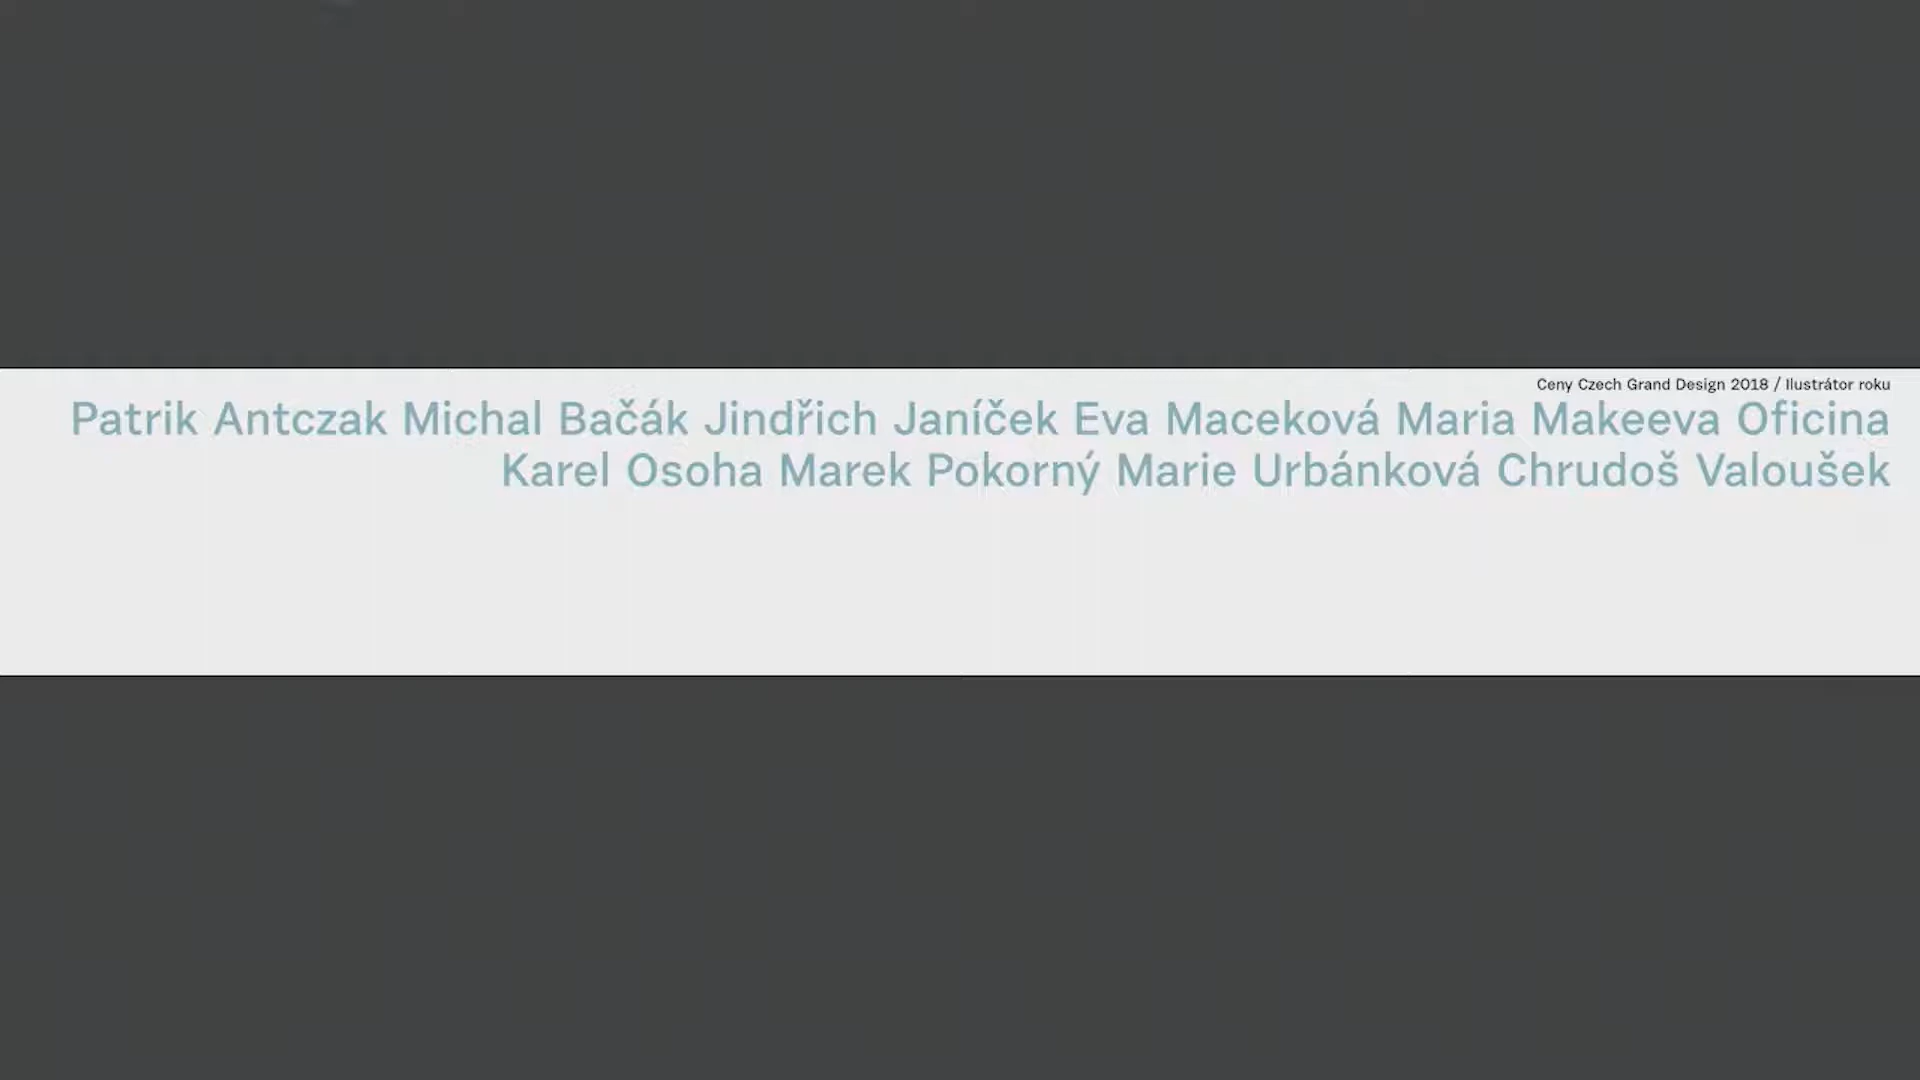 Ceny Czech Grand Design 2018 / Ilustrátor roku
Patrik Antczak Michal Bačák Jindřich Janíček Eva Maceková Maria Makeeva Oficina
Karel Osoha Marek Pokorný Marie Urbánková Chrudoš Valoušek